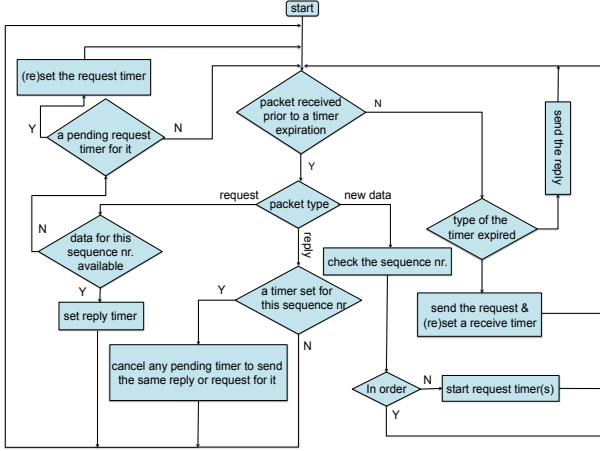 start
(re)set the request timer
packet received
prior to a timer
expiration
N
Y
a pending request
timer for it
Y
N
send the reply
request
packet type
new data
reply
type of the
timer expired
data for this
sequence nr.
available
N
Y
check the sequence nr.
a timer set for
this sequence nr
Y
N
set reply timer
send the request &
(re)set a receive timer
cancel any pending timer to send
the same reply or request for it
In order
N
Y
start request timer(s)